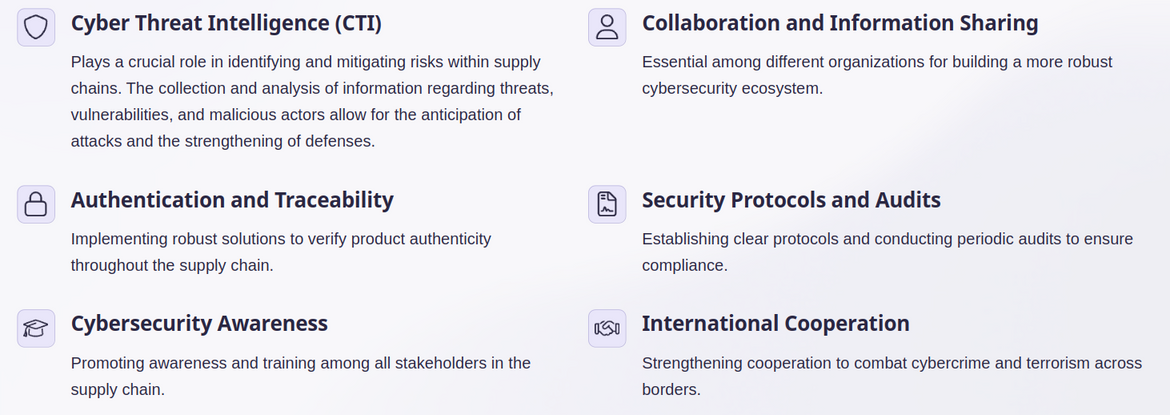 Cyber Threat Intelligence (CTI)
Plays a crucial role in identifying and mitigating risks within supply
chains. The collection and analysis of information regarding threats,
vulnerabilities, and malicious actors allow for the anticipation of
attacks and the strengthening of defenses.
Collaboration and Information Sharing
Essential among different organizations for building a more robust
cybersecurity ecosystem.
Authentication and Traceability
Implementing robust solutions to verify product authenticity
throughout the supply chain.
Security Protocols and Audits
Establishing clear protocols and conducting periodic audits to ensure
compliance.
Cybersecurity Awareness
Promoting awareness and training among all stakeholders in the
supply chain.
International Cooperation
Strengthening cooperation to combat cybercrime and terrorism across
borders.